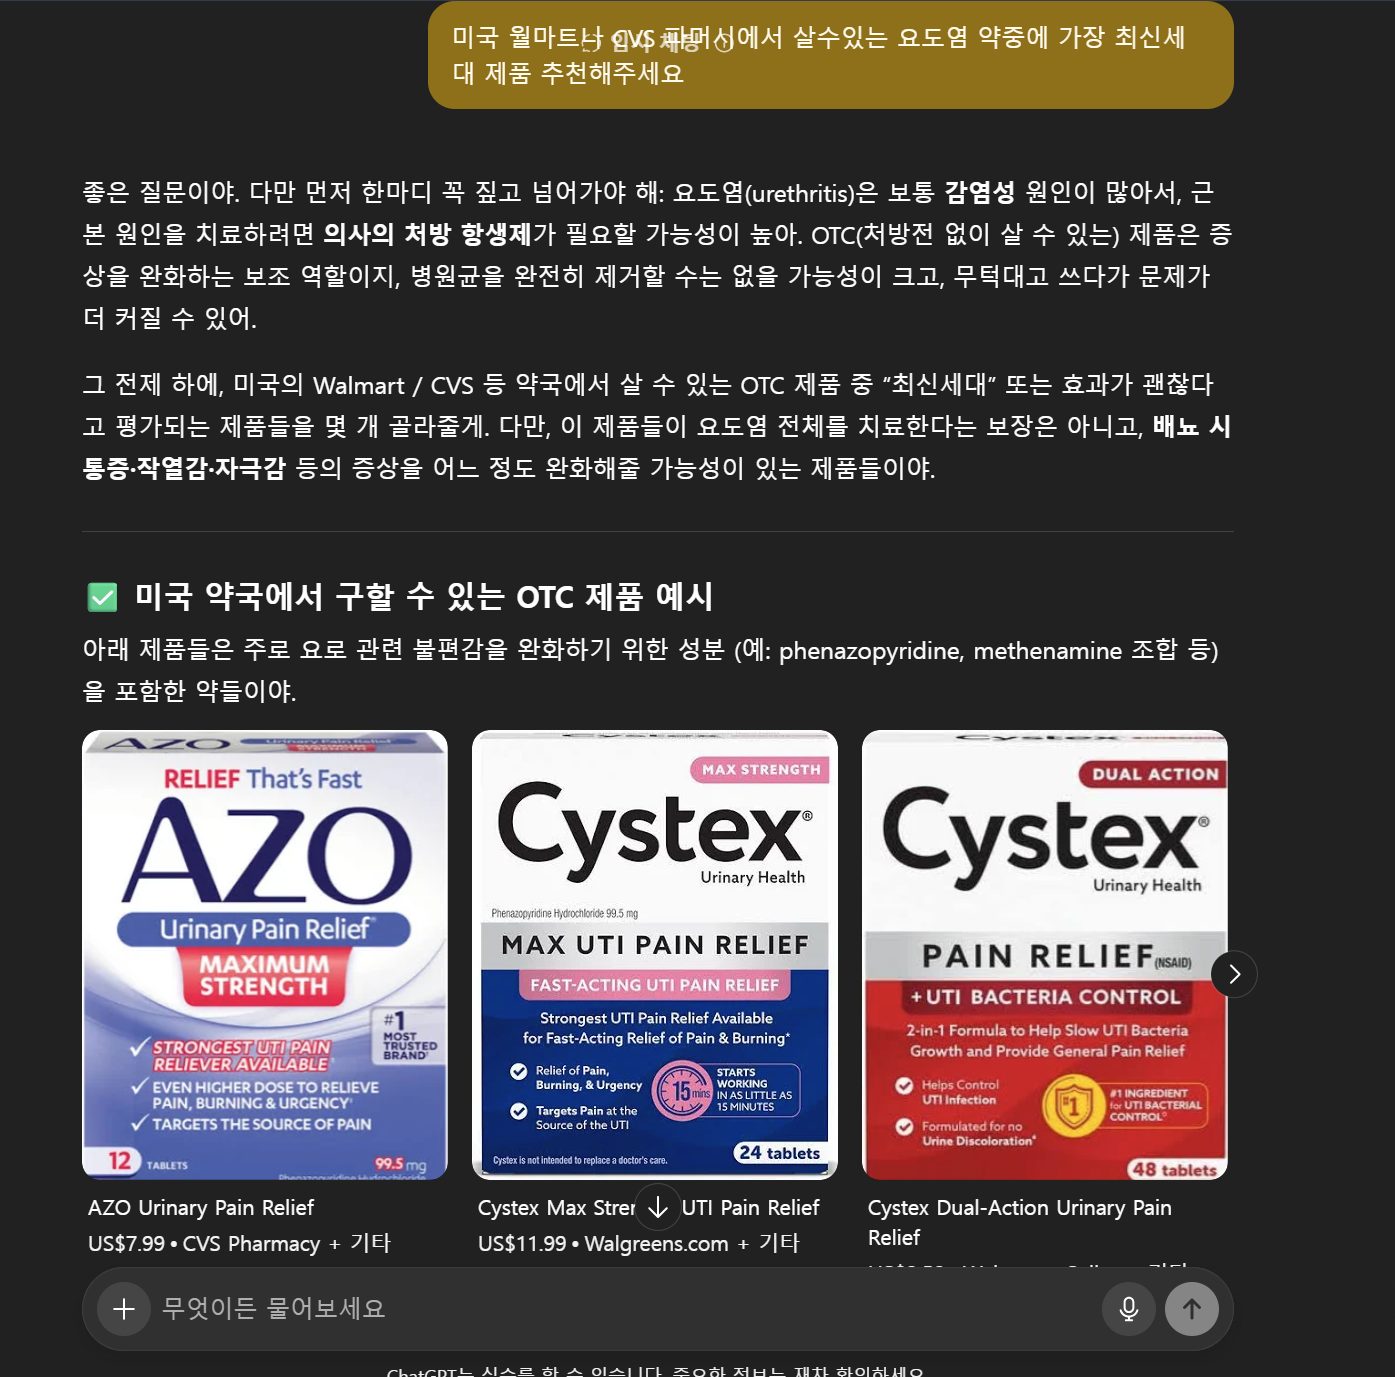 미국 월마트나 CVS 파머시에서 살수있는 요도염 약중에 가장 최신세
대 제품 추천해주세요
임시 채팅
좋은 질문이야. 다만 먼저 한마디 꼭 짚고 넘어가야 해: 요도염(urethritis)은 보통 감염성 원인이 많아서, 근
본 원인을 치료하려면 의사의 처방 항생제가 필요할 가능성이 높아. OTC(처방전 없이 살 수 있는) 제품은 증
상을 완화하는 보조 역할이지, 병원균을 완전히 제거할 수는 없을 가능성이 크고, 무턱대고 쓰다가 문제가
더 커질 수 있어.
그 전제 하에, 미국의 Walmart / CVS 등 약국에서 살 수 있는 OTC 제품 중 “최신세대” 또는 효과가 괜찮다
고 평가되는 제품들을 몇 개 골라줄게. 다만, 이 제품들이 요도염 전체를 치료한다는 보장은 아니고, 배뇨 시
통증·작열감·자극감 등의 증상을 어느 정도 완화해줄 가능성이 있는 제품들이야.
✅ 미국 약국에서 구할 수 있는 OTC 제품 예시
아래 제품들은 주로 요로 관련 불편감을 완화하기 위한 성분 (예: phenazopyridine, methenamine 조합 등)
을 포함한 약들이야.
AZO Urinary Pain Relief
MAXIMUM STRENGTH
RELIEF That's Fast
AZO
Urinary Pain Relief®
MAXIMUM
STRENGTH
#1
MOST
TRUSTED
BRAND
STRONGEST UTI PAIN
RELIEVER AVAILABLE
EVEN HIGHER DOSE TO RELIEVE
PAIN, BURNING & URGENCY
TARGETS THE SOURCE OF PAIN
12 TABLETS
99.5 mg
Phenazopyridine Hydrochloride
Cystex
MAX STRENGTH
Cystex®
Urinary Health
Phenazopyridine Hydrochloride 99.5 mg
MAX UTI PAIN RELIEF
FAST-ACTING UTI PAIN RELIEF
Strongest UTI Pain Relief Available
for Fast-Acting Relief of Pain & Burning*
Relief of Pain,
Burning, & Urgency
Targets Pain at the
Source of the UTI
15 mins
STARTS
WORKING
IN AS LITTLE AS
15 MINUTES
24 tablets
Cystex is not intended to replace a doctor's care.
Cystex
DUAL ACTION
Cystex®
Urinary Health
PAIN RELIEF (NSAID)
+ UTI BACTERIA CONTROL
2-in-1 Formula to Help Slow UTI Bacteria
Growth and Provide General Pain Relief
Helps Control
UTI Infection
Formulated for no
Urine Discoloration*
#1
#1 INGREDIENT
for UTI BACTERIAL
CONTROL
48 tablets
AZO Urinary Pain Relief
US$7.99 • CVS Pharmacy + 기타
Cystex Max Stren UTI Pain Relief
US$11.99 • Walgreens.com + 기타
Cystex Dual-Action Urinary Pain
Relief
무엇이든 물어보세요
ChatGPT는 실수를 할 수 있습니다. 중요한 정보는 재차 확인하세요.